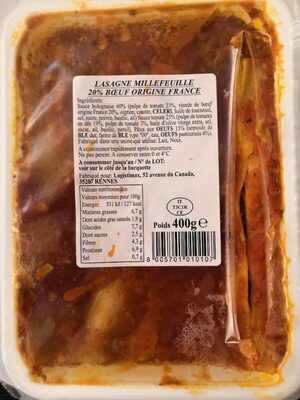 LASAGNE MILLEFEUILLE
20% BŒUF ORIGINE FRANCE
Ingrédients:
Sauce bolognaise 60% (pulpe de tomate 23%, viande de bœuf
origine France 20%, oignon, carotte, CELERI, huile de tournesol,
sel, sucre, poivre, basilic, ail) Sauce tomate 25% (pulpe de tomates
en dés 19%, pulpe de tomate 3%, huile d'olive vierge extra, sel,
sucre, ail, basilic, persil), Pâtes aux OEUFS 15% (semoule de
BLE dur, farine de BLE type "00", eau, OEUFS pasteurisés 4%).
Fabriqué dans une usine qui utilise: Lait, Noix.
A consommer rapidement après ouverture.
Ne pas percer. A conserver entre 0 et 4°C
A consommer jusqu'au / N° de LOT:
voir sur le côté de la barquette
Fabriqué pour: Logistimax, 52 avenue du Canada,
35207 RENNES
Valeurs nutritionnelles:
Valeurs moyennes pour 100g:
Energie: 531 kJ / 127 kcal
Matières grasses 6,7 g
Dont acides gras saturés 1,9 g
Glucides 7,7 g
Dont sucres 2,5 g
Fibres 4,3 g
Protéines 6,9 g
Sel 0,7 g
IT
CE
Poids 400g e
8 005701 010107